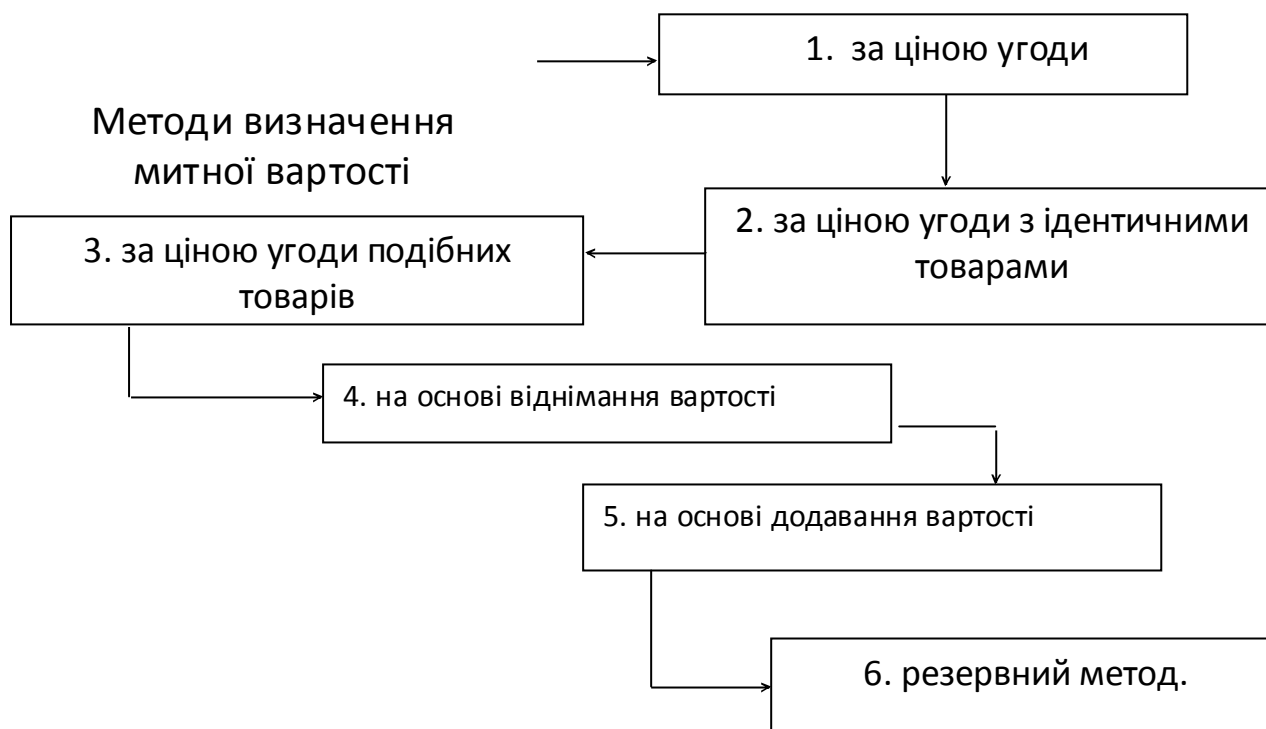 1. за ціною угоди
Методи визначення
митної вартості
2. за ціною угоди з ідентичними
товарами
3. за ціною угоди подібних
товарів
4. на основі віднімання вартості
5. на основі додавання вартості
6. резервний метод.